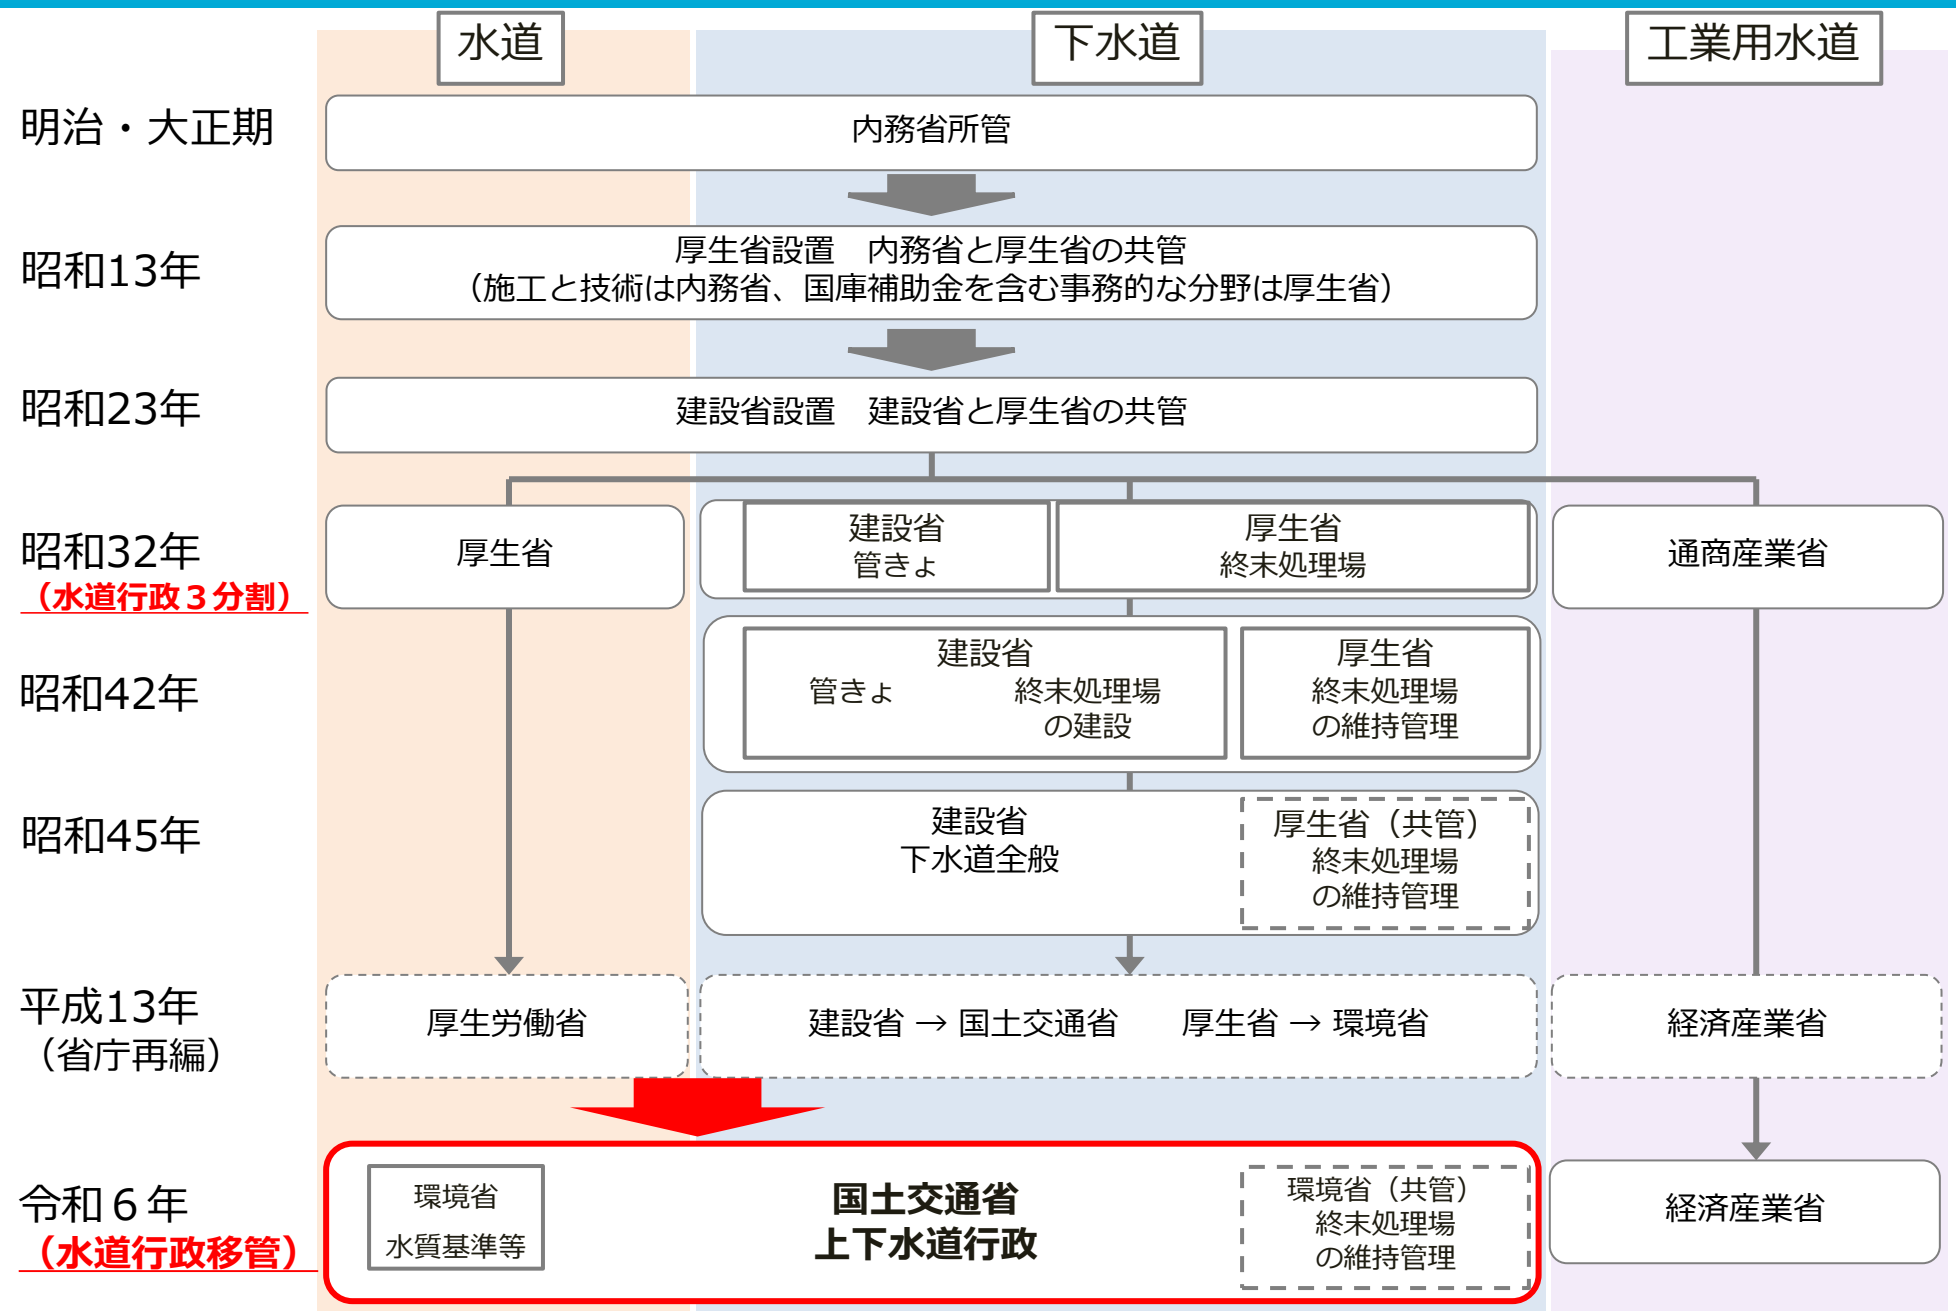 水道
下水道
工業用水道
明治・大正期
内務省所管
昭和13年
厚生省設置　内務省と厚生省の共管
（施工と技術は内務省、国庫補助金を含む事務的な分野は厚生省）
昭和23年
建設省設置　建設省と厚生省の共管
昭和32年
（水道行政３分割）
厚生省
建設省
管きょ
厚生省
終末処理場
通商産業省
昭和42年
建設省
管きょ
終末処理場
の建設
厚生省
終末処理場
の維持管理
昭和45年
建設省
下水道全般
厚生省（共管）
終末処理場
の維持管理
平成13年
（省庁再編）
厚生労働省
建設省 → 国土交通省　　厚生省 → 環境省
経済産業省
令和６年
（水道行政移管）
環境省
水質基準等
国土交通省
上下水道行政
環境省（共管）
終末処理場
の維持管理
経済産業省